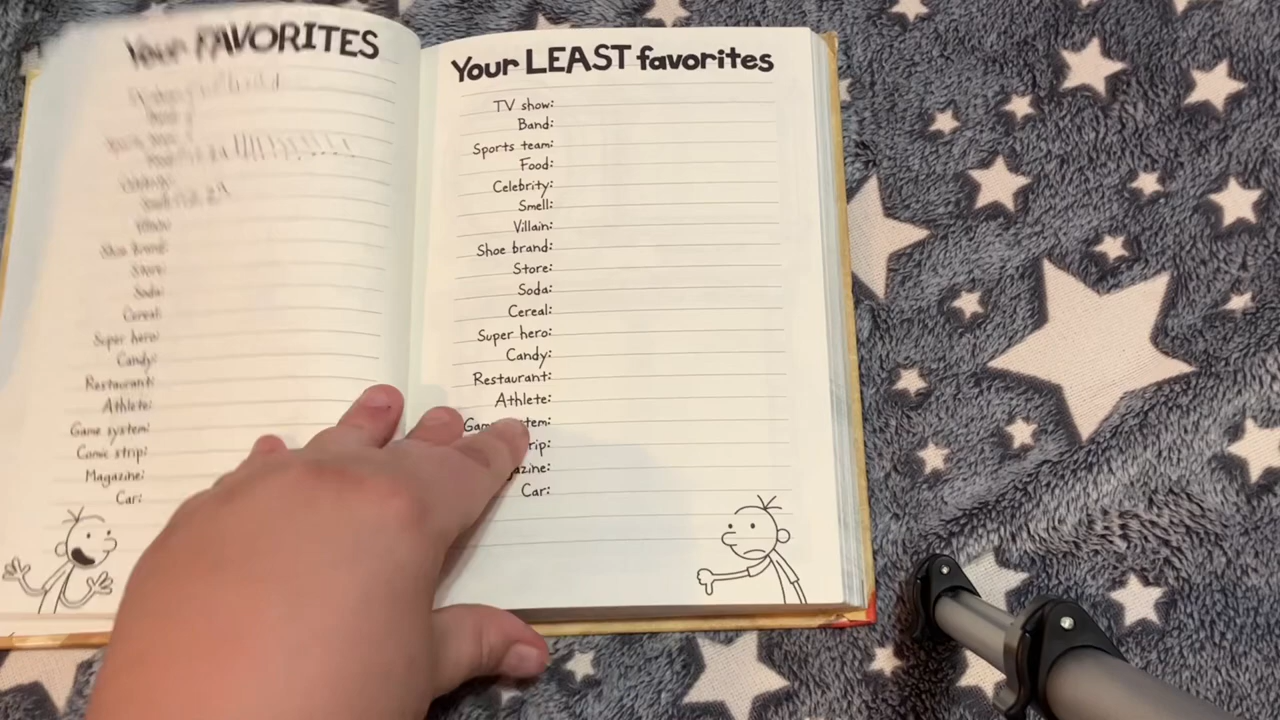 Your FAVORITES
Shoe brand:
Store:
Soda:
Cereal:
Super hero:
Candy:
Restaurant:
Athlete:
Game system:
Comic strip:
Magazine:
Car:
Your LEAST favorites
TV show:
Band:
Sports team:
Food:
Celebrity:
Smell:
Villain:
Shoe brand:
Store:
Soda:
Cereal:
Super hero:
Candy:
Restaurant:
Athlete:
Car: